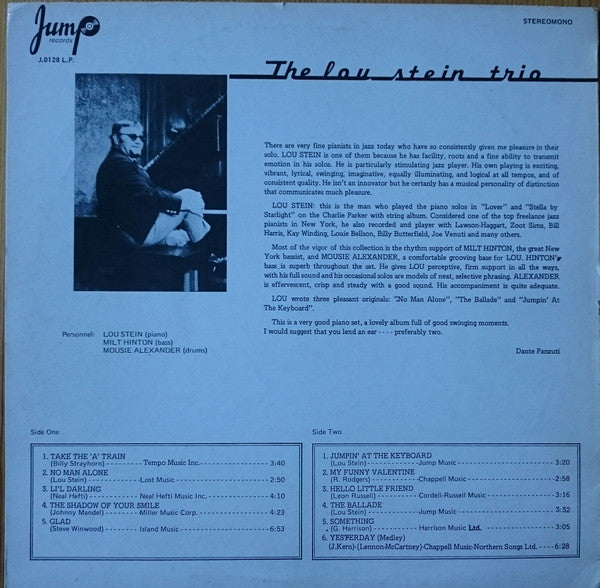 Jump
records
J.0128 L.P.
STEREOMONO
The lou stein trio
There are very fine pianists in jazz today who have so consistently given me pleasure in their
solo. LOU STEIN is one of them because he has facility, roots and a fine ability to transmit
emotion in his solos. He is particularly stimulating jazz player. His own playing is exciting,
vibrant, lyrical, swinging, imaginative, equally illuminating, and logical at all tempos, and of
consistent quality. He isn't an innovator but he certanly has a musical personality of distinction
that communicates much pleasure.
LOU STEIN: this is the man who played the piano solos in "Lover" and "Stella by
Starlight" on the Charlie Parker with string album. Considered one of the top freelance jazz
pianists in New York, he also recorded and player with Lawson-Haggart, Zoot Sims, Bill
Harris, Kay Winding, Louie Bellson, Billy Butterfield, Joe Venuti and many others.
Most of the vigor of this collection is the rhythm support of MILT HINTON, the great New
York bassist, and MOUSIE ALEXANDER, a comfortable grooving base for LOU. HINTON'
bass is superb throughout the set. He gives LOU perceptive, firm support in all the ways,
with his full sound and his occasional solos are models of neat, selective phrasing. ALEXANDER
is effervescent, crisp and steady with a good sound. His accompaniment is quite adequate.
LOU wrote three pleasant originals: "No Man Alone", "The Ballade" and "Jumpin' At
The Keyboard".
This is a very good piano set, a lovely album full of good swinging moments.
I would suggest that you lend an ear - - - - preferably two.
Dante Panzuti
Personnel: LOU STEIN (piano)
MILT HINTON (bass)
MOUSIE ALEXANDER (drums)
Side One
1. TAKE THE 'A' TRAIN
(Billy Strayhorn) - - - - - - - - - Tempo Music Inc. - - - - - - - - - - - - - 3:40
2. NO MAN ALONE
(Lou Stein) - - - - - - - - - - - - Lost Music - - - - - - - - - - - - - - - - 2:50
3. LI'L DARLING
(Neal Hefti) - - - - - - - - Neal Hefti Music Inc. - - - - - - - - - - - - 4:10
4. THE SHADOW OF YOUR SMILE
(Johnny Mandel) - - - - - - - Miller Music Corp. - - - - - - - - - - - - - 4:23
5. GLAD
(Steve Winwood) - - - - - - - Island Music - - - - - - - - - - - - - - - - 6:53
Side Two
1. JUMPIN' AT THE KEYBOARD
(Lou Stein) - - - - - - - - - - - Jump Music - - - - - - - - - - - - - - - - 3:20
2. MY FUNNY VALENTINE
(R. Rodgers) - - - - - - - - - - Chappell Music - - - - - - - - - - - - - - 2:58
3. HELLO LITTLE FRIEND
(Leon Russell) - - - - - - - - - Cordell-Russell Music - - - - - - - - - - 3:16
4. THE BALLADE
(Lou Stein) - - - - - - - - - - - Jump Music - - - - - - - - - - - - - - - - 3:32
5. SOMETHING
(G. Harrison) - - - - - - - - - - Harrison Music Ltd. - - - - - - - - - - - 3:05
6. YESTERDAY (Medley)
(J.Kern)-(Lennon-McCartney)-Chappell Music-Northern Songs Ltd. - - - 6:28